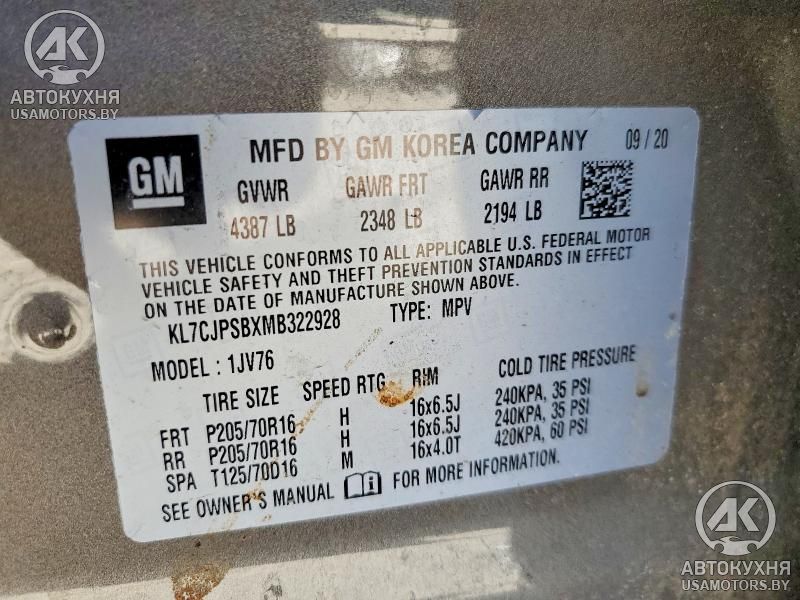 AK
АВТОКУХНЯ
USAMOTORS.BY
GM
MFD BY GM KOREA COMPANY 09 / 20
GVWR GAWR FRT GAWR RR
4387 LB 2348 LB 2194 LB
THIS VEHICLE CONFORMS TO ALL APPLICABLE U.S. FEDERAL MOTOR
VEHICLE SAFETY AND THEFT PREVENTION STANDARDS IN EFFECT
ON THE DATE OF MANUFACTURE SHOWN ABOVE.
KL7CJPSBXMB322928 TYPE: MPV
MODEL : 1JV76
TIRE SIZE SPEED RTG RIM COLD TIRE PRESSURE
FRT P205/70R16 H 16x6.5J 240KPA, 35 PSI
RR P205/70R16 H 16x6.5J 240KPA, 35 PSI
SPA T125/70D16 M 16x4.0T 420KPA, 60 PSI
SEE OWNER'S MANUAL FOR MORE INFORMATION.
AK
АВТОКУХНЯ
USAMOTORS.BY